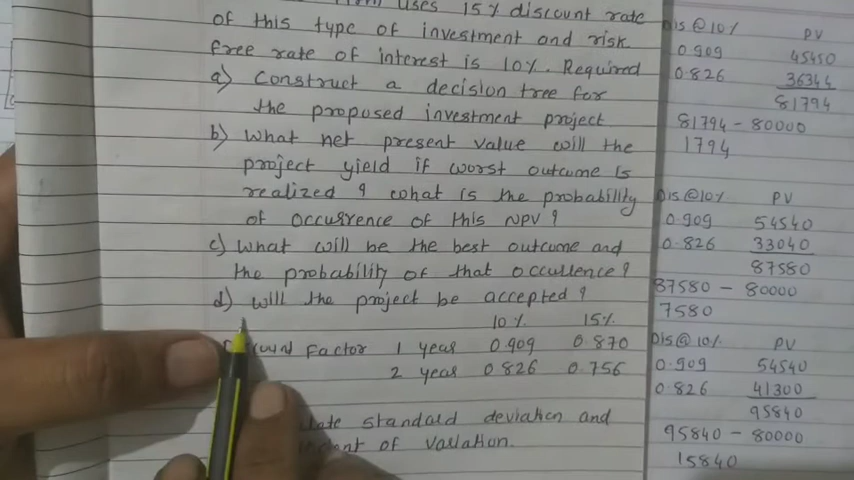 uses 15% discount rate
of this type of investment and risk
free rate of interest is 10%. Required
a) Construct a decision tree for
the proposed investment project
b) What net present value will the
project yield if worst outcome is
realized ? what is the probability
of occurrence of this NPV ?
c) What will be the best outcome and
the probability of that occurrence ?
d) will the project be accepted ?
10% 15%
Factor 1 year 0.909 0.870
2 year 0.826 0.756
standard deviation and
of variation.
Dis@10% PV
0.909 45450
0.826 36344
81794
81794 - 80000
1794
Dis@10% PV
0.909 54540
0.826 33040
87580
87580 - 80000
7580
Dis@10% PV
0.909 54540
0.826 41300
95840
95840 - 80000
15840